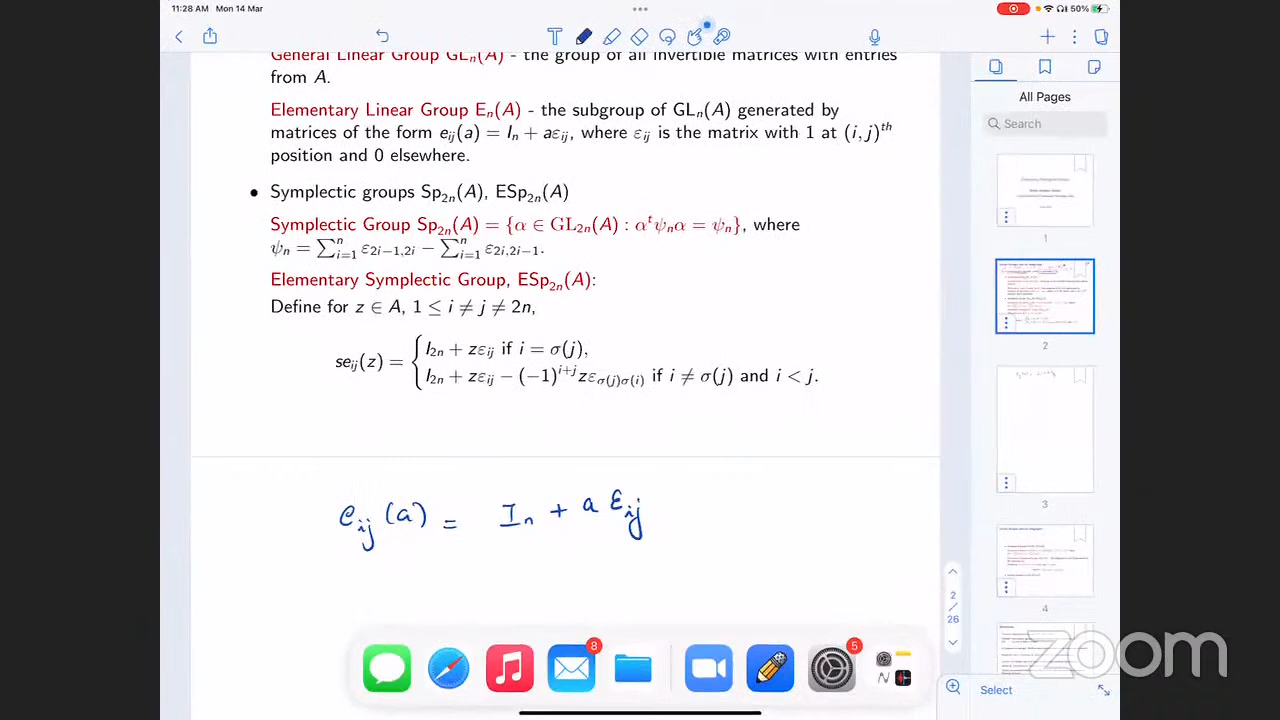 11:28 AM Mon 14 Mar
50%
General Linear Group GLₙ(A) - the group of all invertible matrices with entries
from A.
Elementary Linear Group Eₙ(A) - the subgroup of GLₙ(A) generated by
matrices of the form eᵢⱼ(a) = Iₙ + aεᵢⱼ, where εᵢⱼ is the matrix with 1 at (i, j)ᵗʰ
position and 0 elsewhere.
• Symplectic groups Sp₂ₙ(A), ESp₂ₙ(A)
Symplectic Group Sp₂ₙ(A) = {α ∈ GL₂ₙ(A) : αᵗψₙα = ψₙ}, where
ψₙ = ∑ⁿᵢ₌₁ ε₂ᵢ₋₁,₂ᵢ − ∑ⁿᵢ₌₁ ε₂ᵢ,₂ᵢ₋₁.
Elementary Symplectic Group, ESp₂ₙ(A):
Define for z ∈ A, 1 ≤ i ≠ j ≠ 2n,
seᵢⱼ(z) = { I₂ₙ + zεᵢⱼ if i = σ(j),
I₂ₙ + zεᵢⱼ − (−1)ⁱ⁺ʲzε_σ(j)σ(i) if i ≠ σ(j) and i < j.
eᵢⱼ (a) = Iₙ + a εᵢⱼ
All Pages
Search
1
2
3
4
2
/
26
Select
8
5
zoom